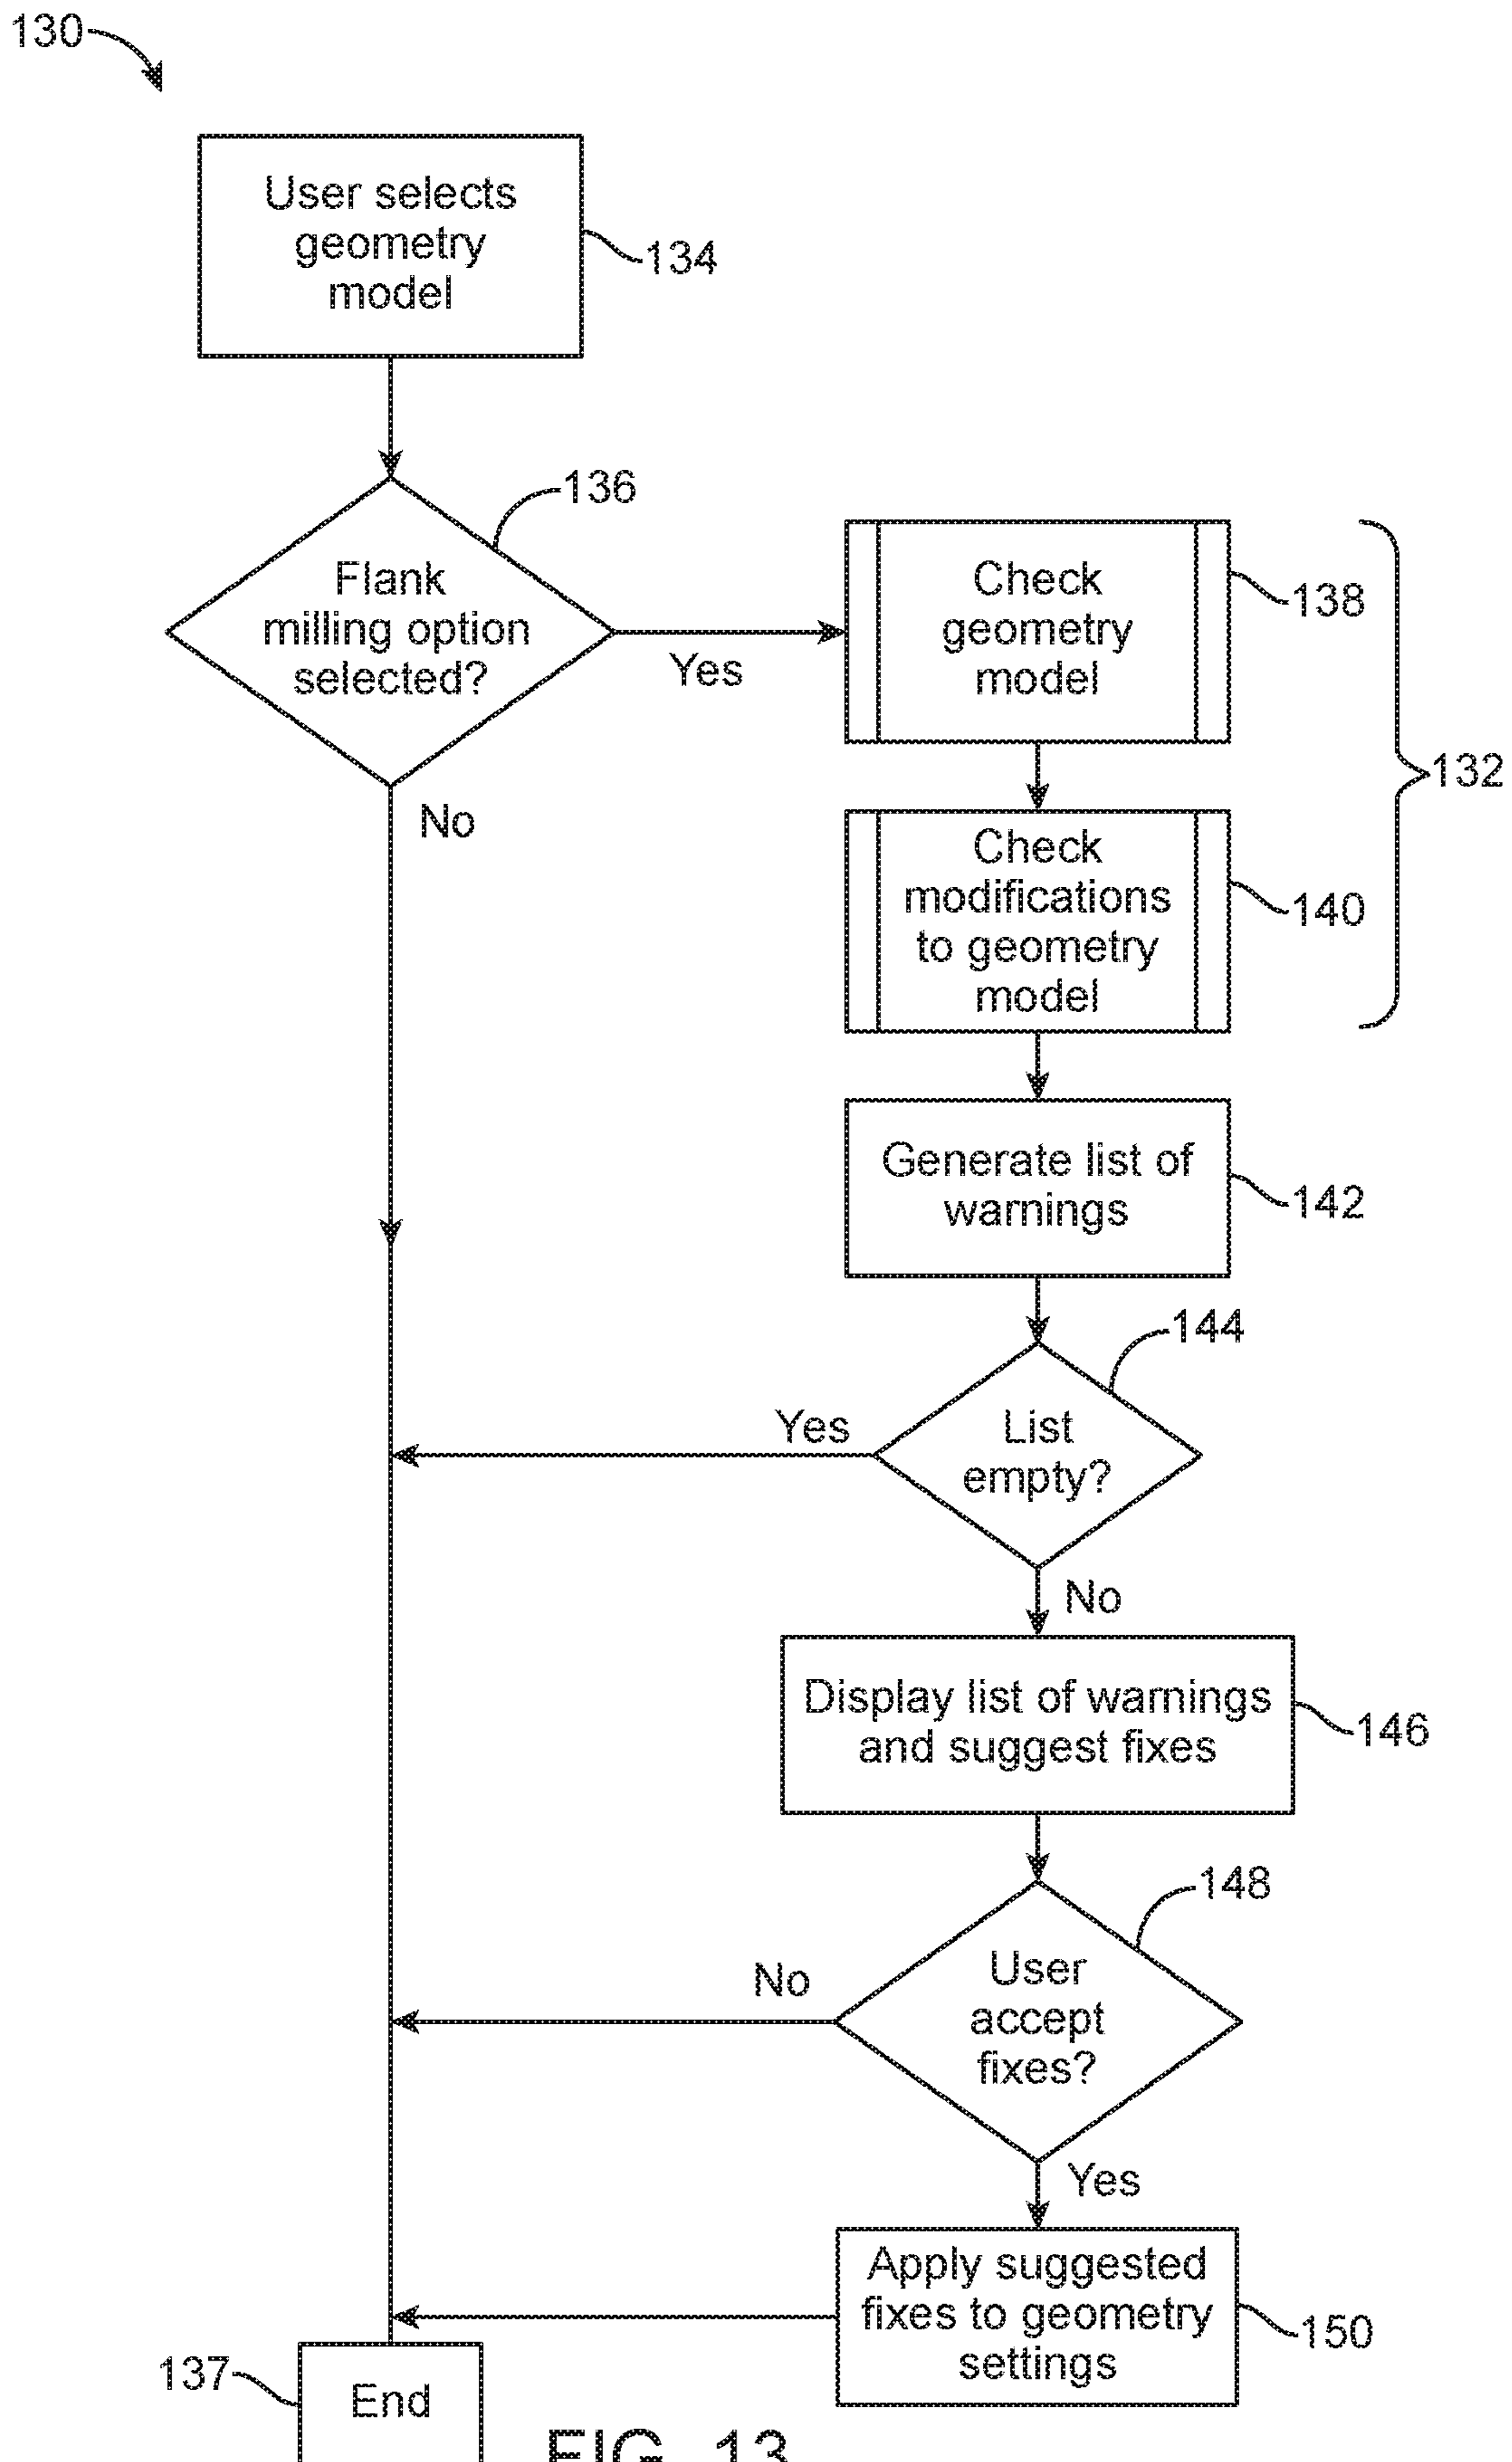 130
User selects
geometry
model
134
136
Flank
milling option
selected?
Yes
No
Check
geometry
model
138
132
Check
modifications
to geometry
model
140
Generate list of
warnings
142
144
List
empty?
Yes
No
Display list of warnings
and suggest fixes
146
148
User
accept
fixes?
No
Yes
Apply suggested
fixes to geometry
settings
150
137
End
FIG. 13